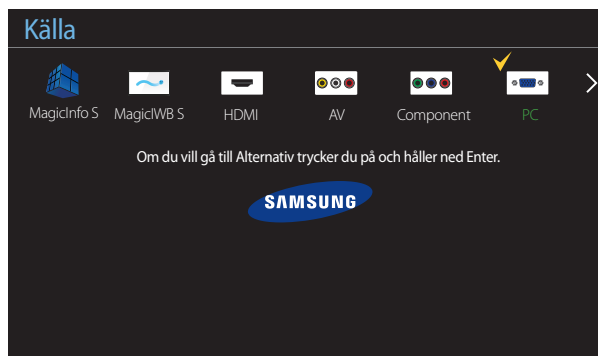 Källa
MagicInfo S MagicIWB S HDMI AV Component PC
Om du vill gå till Alternativ trycker du på och håller ned Enter.
SAMSUNG